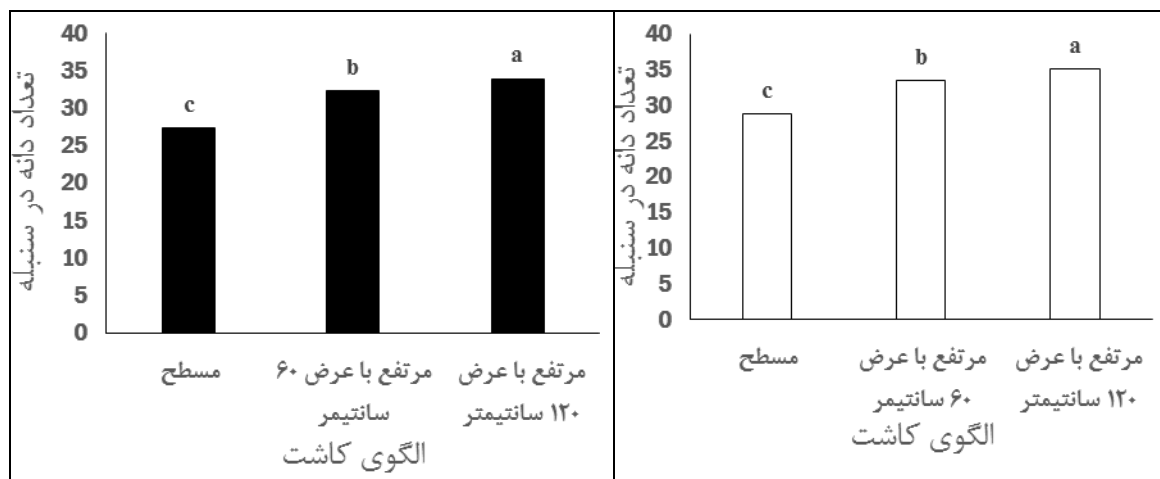 40
35
30
25
20
15
10
5
0
تعداد دانه در سنبله
c
b
a
مسطح
مرتفع با عرض ۶۰
سانتیمر
مرتفع با عرض
۱۲۰ سانتیمتر
الگوی کاشت
40
35
30
25
20
15
10
5
0
تعداد دانه در سنبله
c
b
a
مسطح
مرتفع با عرض
۶۰ سانتیمر
مرتفع با عرض
۱۲۰ سانتیمتر
الگوی کاشت